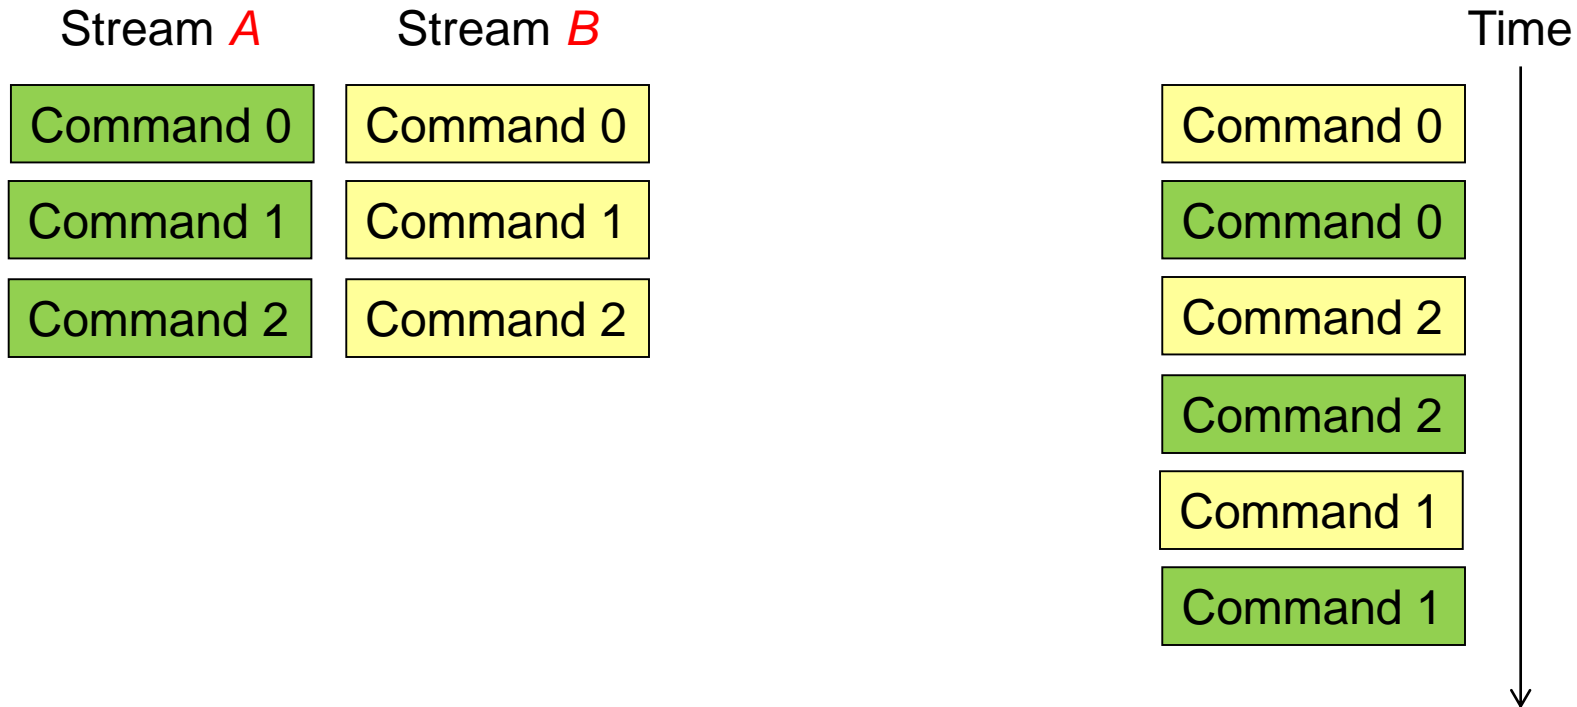 Stream A Stream B Time
Command 0 Command 0 Command 0
Command 1 Command 1 Command 0
Command 2 Command 2 Command 2
Command 2
Command 1
Command 1